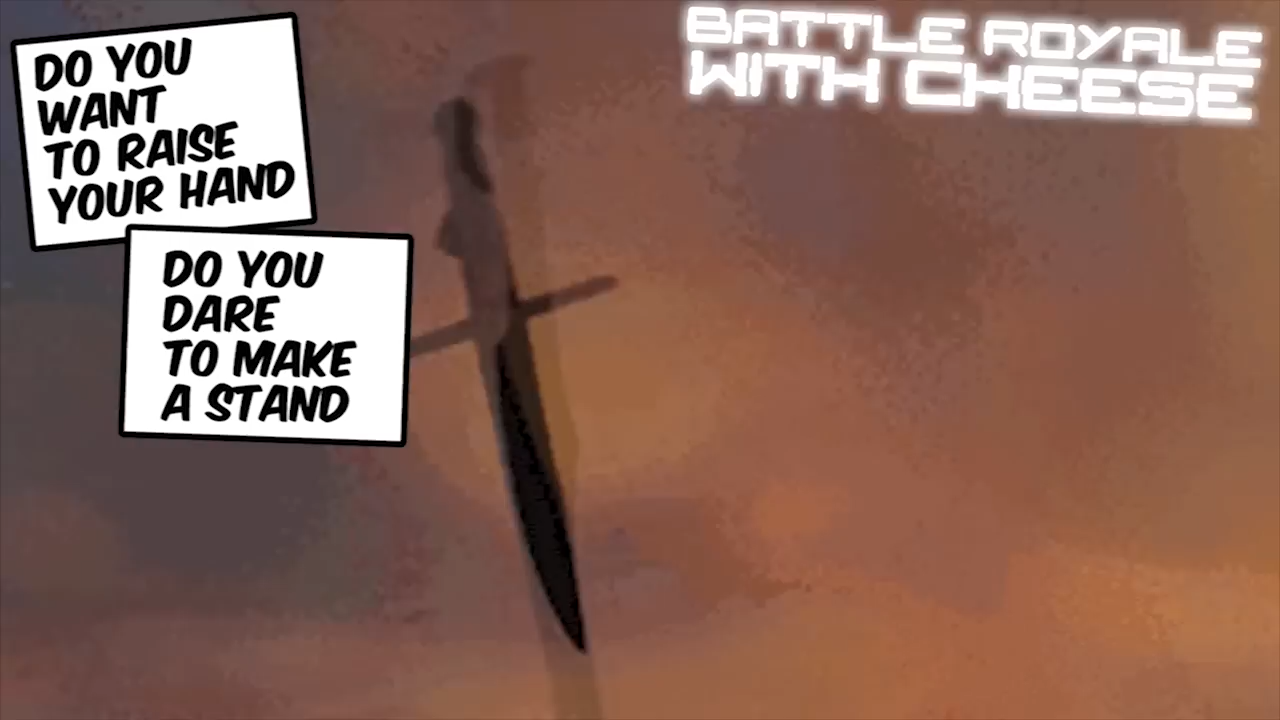 DO YOU
WANT
TO RAISE
YOUR HAND
DO YOU
DARE
TO MAKE
A STAND
BATTLE ROYALE
WITH CHEESE